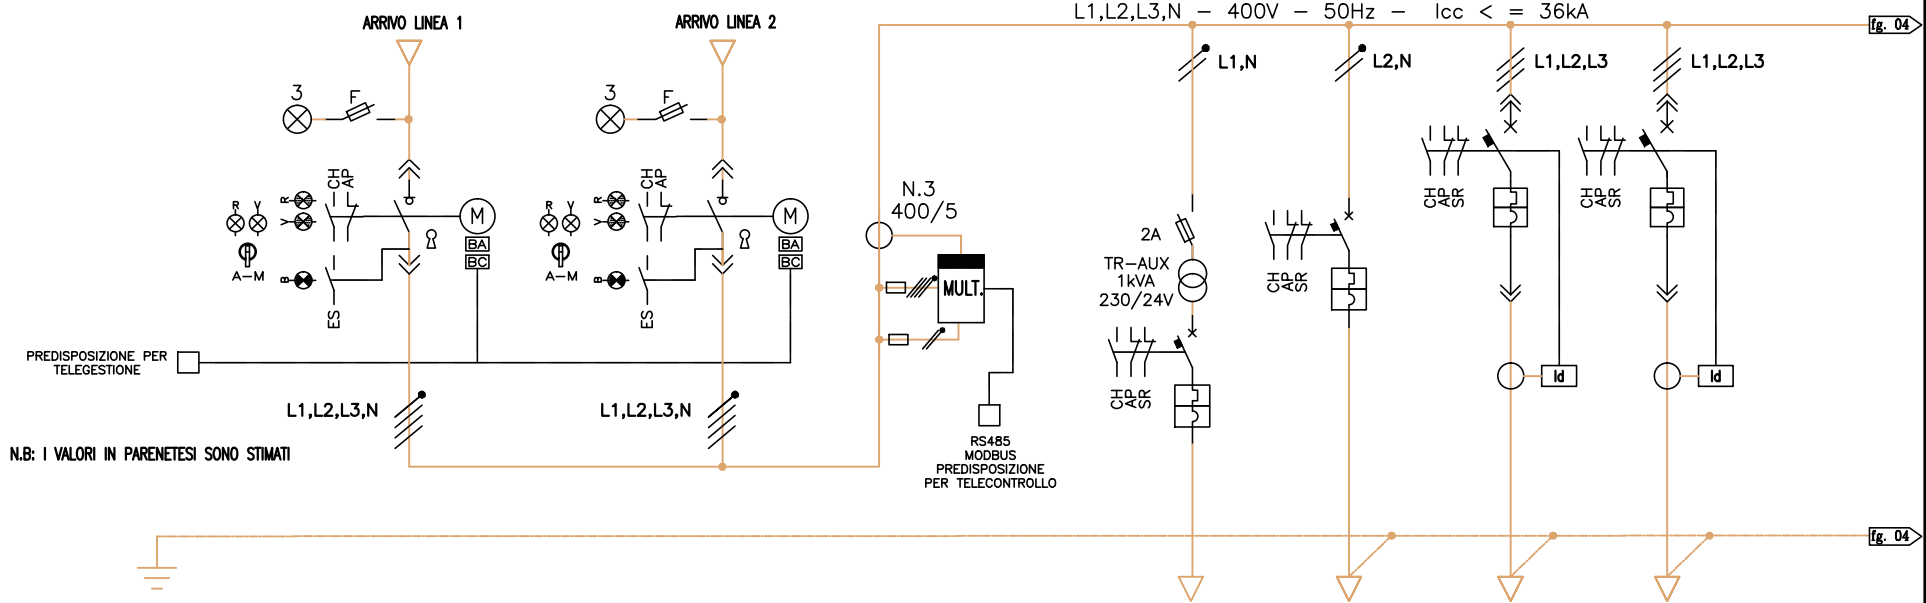 ARRIVO LINEA 1
ARRIVO LINEA 2
L1,L2,L3,N - 400V - 50Hz - Icc < = 36kA
fg. 04
3
F
3
F
L1,N
L2,N
L1,L2,L3
L1,L2,L3
R V
A-M
R
V
B
CH
AP
ES
M
BA
BC
R V
A-M
R
V
B
CH
AP
ES
M
BA
BC
N.3
400/5
MULT.
2A
TR-AUX
1kVA
230/24V
CH
AP
SR
CH
AP
SR
CH
AP
SR
CH
AP
SR
Id
Id
PREDISPOSIZIONE PER
TELEGESTIONE
L1,L2,L3,N
L1,L2,L3,N
RS485
MODBUS
PREDISPOSIZIONE
PER TELECONTROLLO
N.B: I VALORI IN PARENETESI SONO STIMATI
fg. 04